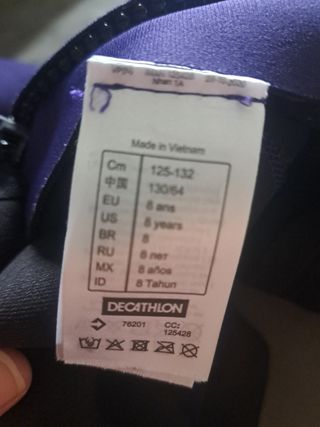 Made in Vietnam
Cm 125-132
中国 130/64
EU 8 ans
US 8 years
BR 8
RU 8 лет
MX 8 años
ID 8 Tahun
DECATHLON
76201 CC:
125428